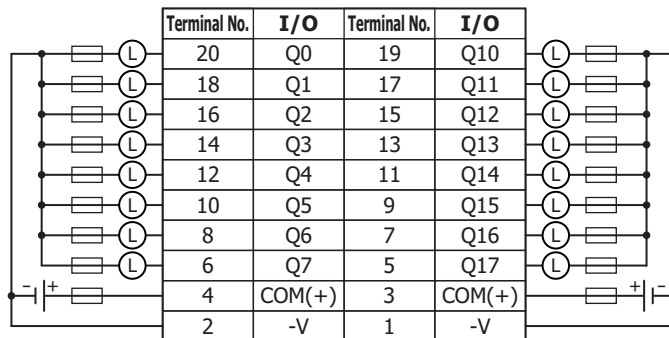 Terminal No. I/O Terminal No. I/O
L 20 Q0 19 Q10 L
L 18 Q1 17 Q11 L
L 16 Q2 15 Q12 L
L 14 Q3 13 Q13 L
L 12 Q4 11 Q14 L
L 10 Q5 9 Q15 L
L 8 Q6 7 Q16 L
L 6 Q7 5 Q17 L
- + 4 COM(+) 3 COM(+) + -
2 -V 1 -V